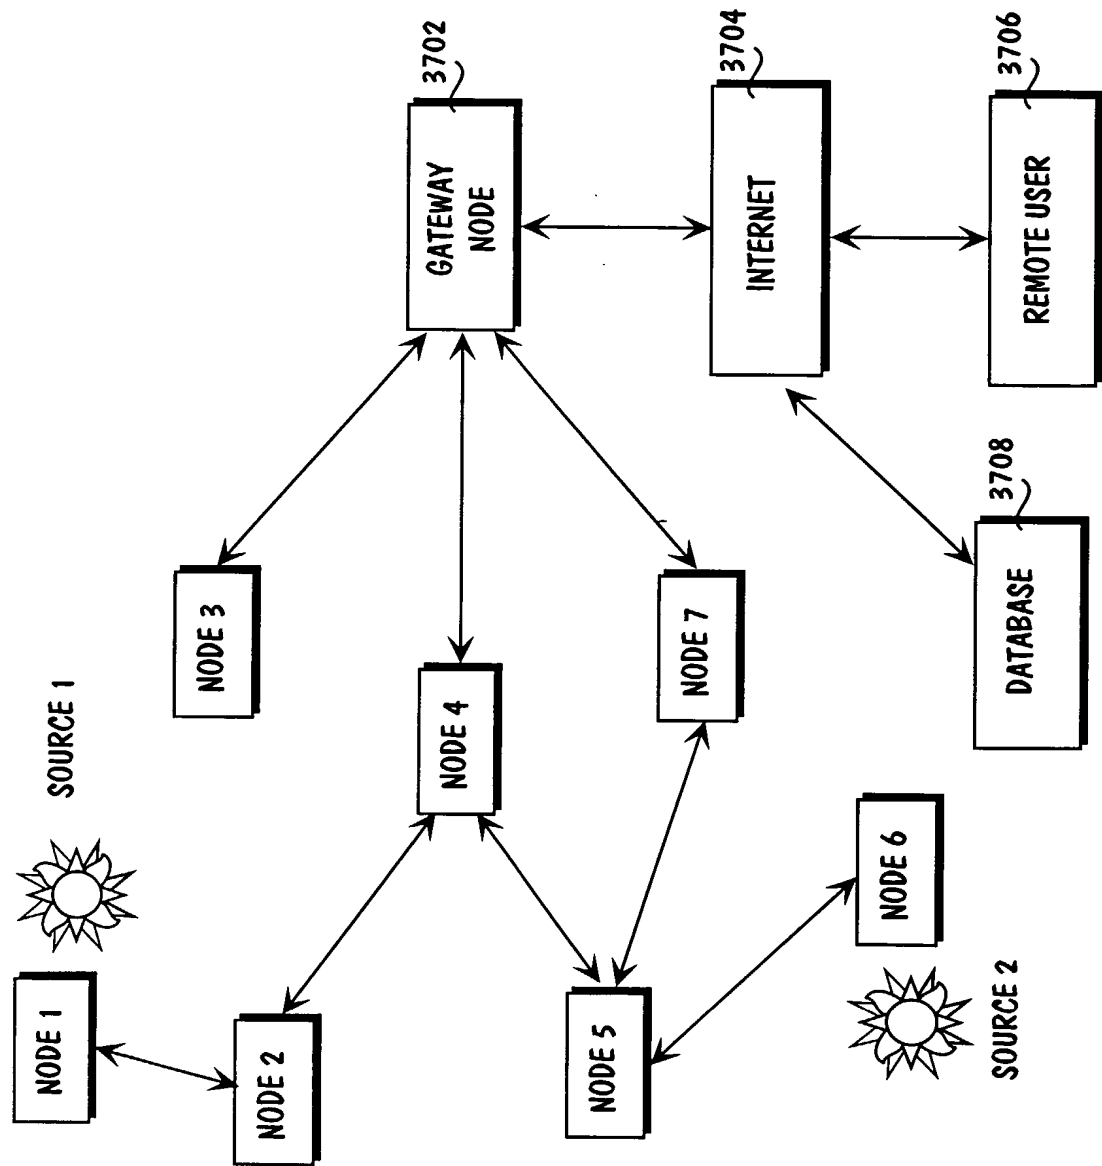 SOURCE 1
NODE 1
NODE 2
NODE 3
NODE 4
NODE 5
NODE 6
NODE 7
SOURCE 2
GATEWAY
NODE
3702
INTERNET
3704
REMOTE USER
3706
DATABASE
3708